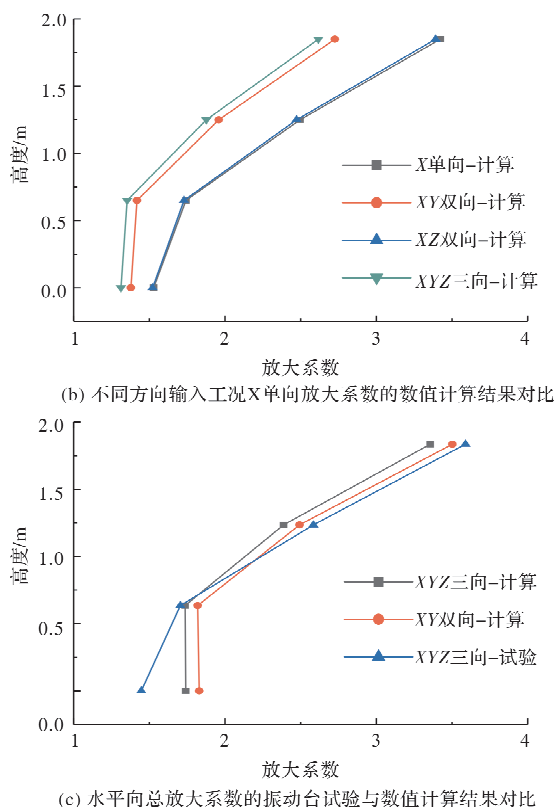 2.0
1.5
1.0
0.5
0.0
高度/m
X单向-计算
XY双向-计算
XZ双向-计算
XYZ三向-计算
1 2 3 4
放大系数
(b) 不同方向输入工况X单向放大系数的数值计算结果对比
2.0
1.5
1.0
0.5
0.0
高度/m
XYZ三向-计算
XY双向-计算
XYZ三向-试验
1 2 3 4
放大系数
(c) 水平向总放大系数的振动台试验与数值计算结果对比